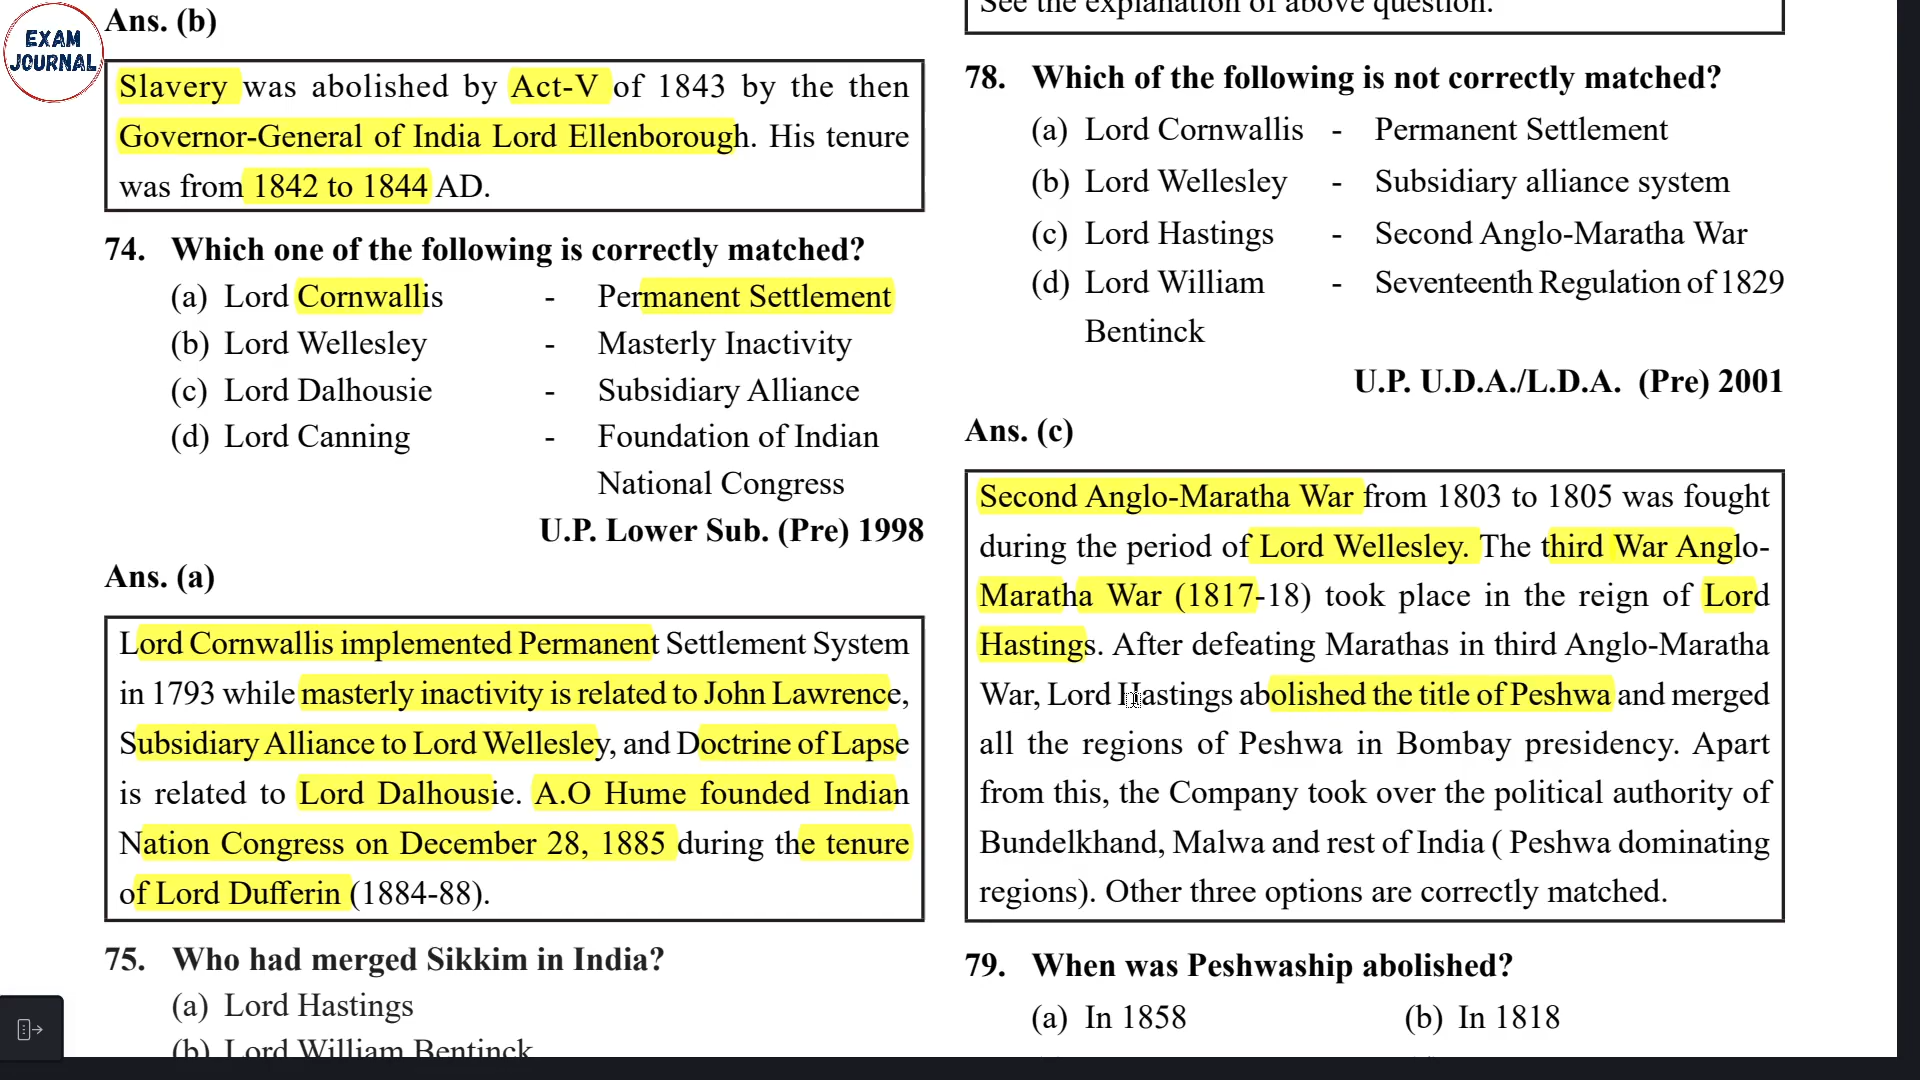 EXAM
JOURNAL
Ans. (b)
Slavery was abolished by Act-V of 1843 by the then
Governor-General of India Lord Ellenborough. His tenure
was from 1842 to 1844 AD.
74. Which one of the following is correctly matched?
(a) Lord Cornwallis - Permanent Settlement
(b) Lord Wellesley - Masterly Inactivity
(c) Lord Dalhousie - Subsidiary Alliance
(d) Lord Canning - Foundation of Indian
National Congress
U.P. Lower Sub. (Pre) 1998
Ans. (a)
Lord Cornwallis implemented Permanent Settlement System
in 1793 while masterly inactivity is related to John Lawrence,
Subsidiary Alliance to Lord Wellesley, and Doctrine of Lapse
is related to Lord Dalhousie. A.O Hume founded Indian
Nation Congress on December 28, 1885 during the tenure
of Lord Dufferin (1884-88).
75. Who had merged Sikkim in India?
(a) Lord Hastings
(b) Lord William Bentinck
See the explanation of above question.
78. Which of the following is not correctly matched?
(a) Lord Cornwallis - Permanent Settlement
(b) Lord Wellesley - Subsidiary alliance system
(c) Lord Hastings - Second Anglo-Maratha War
(d) Lord William - Seventeenth Regulation of 1829
Bentinck
U.P. U.D.A./L.D.A. (Pre) 2001
Ans. (c)
Second Anglo-Maratha War from 1803 to 1805 was fought
during the period of Lord Wellesley. The third War Anglo-
Maratha War (1817-18) took place in the reign of Lord
Hastings. After defeating Marathas in third Anglo-Maratha
War, Lord Hastings abolished the title of Peshwa and merged
all the regions of Peshwa in Bombay presidency. Apart
from this, the Company took over the political authority of
Bundelkhand, Malwa and rest of India ( Peshwa dominating
regions). Other three options are correctly matched.
79. When was Peshwaship abolished?
(a) In 1858 (b) In 1818